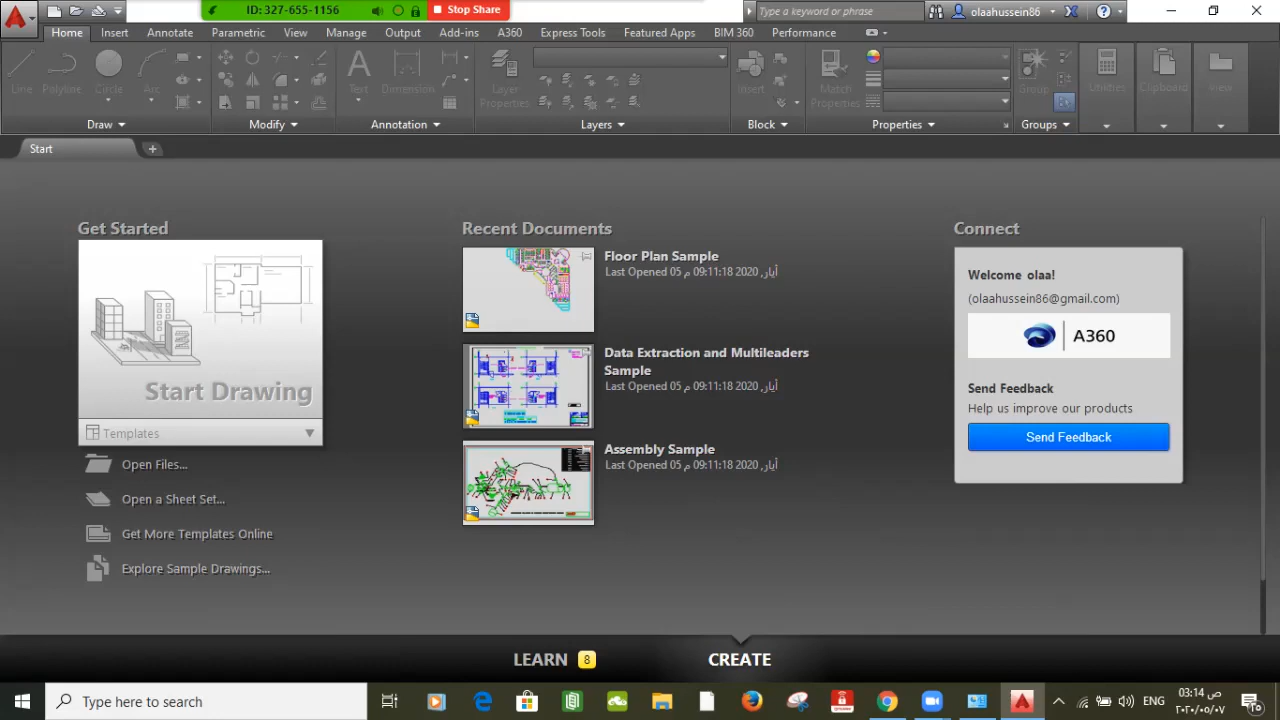 ID: 327-655-1156
Stop Share
Type a keyword or phrase
olaahussein86
Home Insert Annotate Parametric View Manage Output Add-ins A360 Express Tools Featured Apps BIM 360 Performance
Line Polyline Circle Arc Text Dimension Layer Properties Insert Match Properties Group Utilities Clipboard View
Draw Modify Annotation Layers Block Properties Groups
Start
Get Started
Start Drawing
Templates
Open Files...
Open a Sheet Set...
Get More Templates Online
Explore Sample Drawings...
Recent Documents
Floor Plan Sample
Last Opened 05 أيار, 2020 09:11:18 م
Data Extraction and Multileaders
Sample
Last Opened 05 أيار, 2020 09:11:18 م
Assembly Sample
Last Opened 05 أيار, 2020 09:11:18 م
Connect
Welcome olaa!
(olaahussein86@gmail.com)
A360
Send Feedback
Help us improve our products
Send Feedback
LEARN 8
CREATE
Type here to search
ENG
03:14 ص
٢٠٢٠/٠٥/٠٧